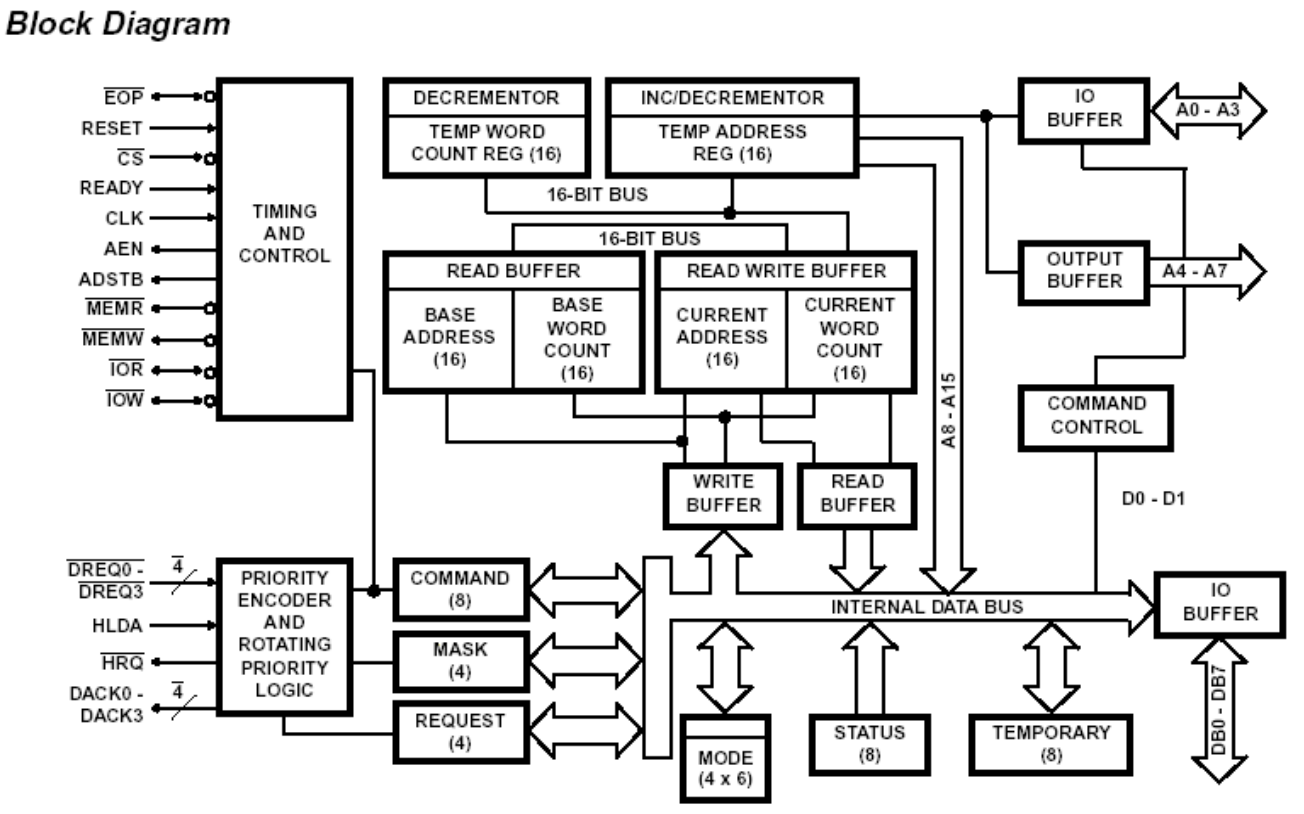 Block Diagram
EOP
RESET
CS
READY
CLK
AEN
ADSTB
MEMR
MEMW
IOR
IOW
TIMING
AND
CONTROL
DECREMENTOR
TEMP WORD
COUNT REG (16)
INC/DECREMENTOR
TEMP ADDRESS
REG (16)
16-BIT BUS
16-BIT BUS
READ BUFFER
BASE
ADDRESS
(16)
BASE
WORD
COUNT
(16)
READ WRITE BUFFER
CURRENT
ADDRESS
(16)
CURRENT
WORD
COUNT
(16)
IO
BUFFER
A0 - A3
OUTPUT
BUFFER
A4 - A7
A8 - A15
COMMAND
CONTROL
WRITE
BUFFER
READ
BUFFER
D0 - D1
DREQ0 -
DREQ3
4
HLDA
HRQ
DACK0 -
DACK3
4
PRIORITY
ENCODER
AND
ROTATING
PRIORITY
LOGIC
COMMAND
(8)
MASK
(4)
REQUEST
(4)
INTERNAL DATA BUS
IO
BUFFER
MODE
(4 x 6)
STATUS
(8)
TEMPORARY
(8)
DB0 - DB7